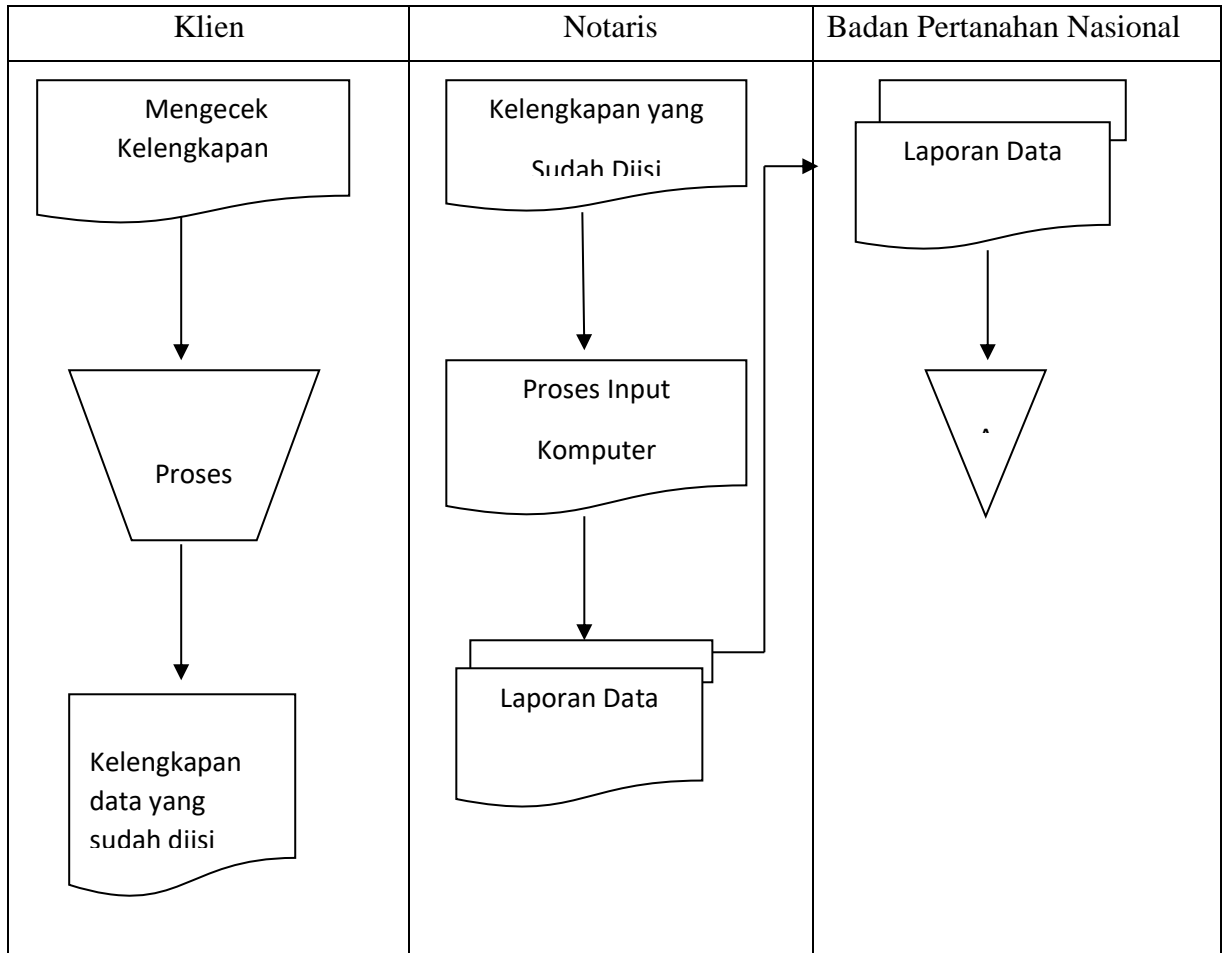 Klien
Notaris
Badan Pertanahan Nasional
Mengecek
Kelengkapan
Proses
Kelengkapan
data yang
sudah diisi
Kelengkapan yang
Sudah Diisi
Proses Input
Komputer
Laporan Data
Laporan Data